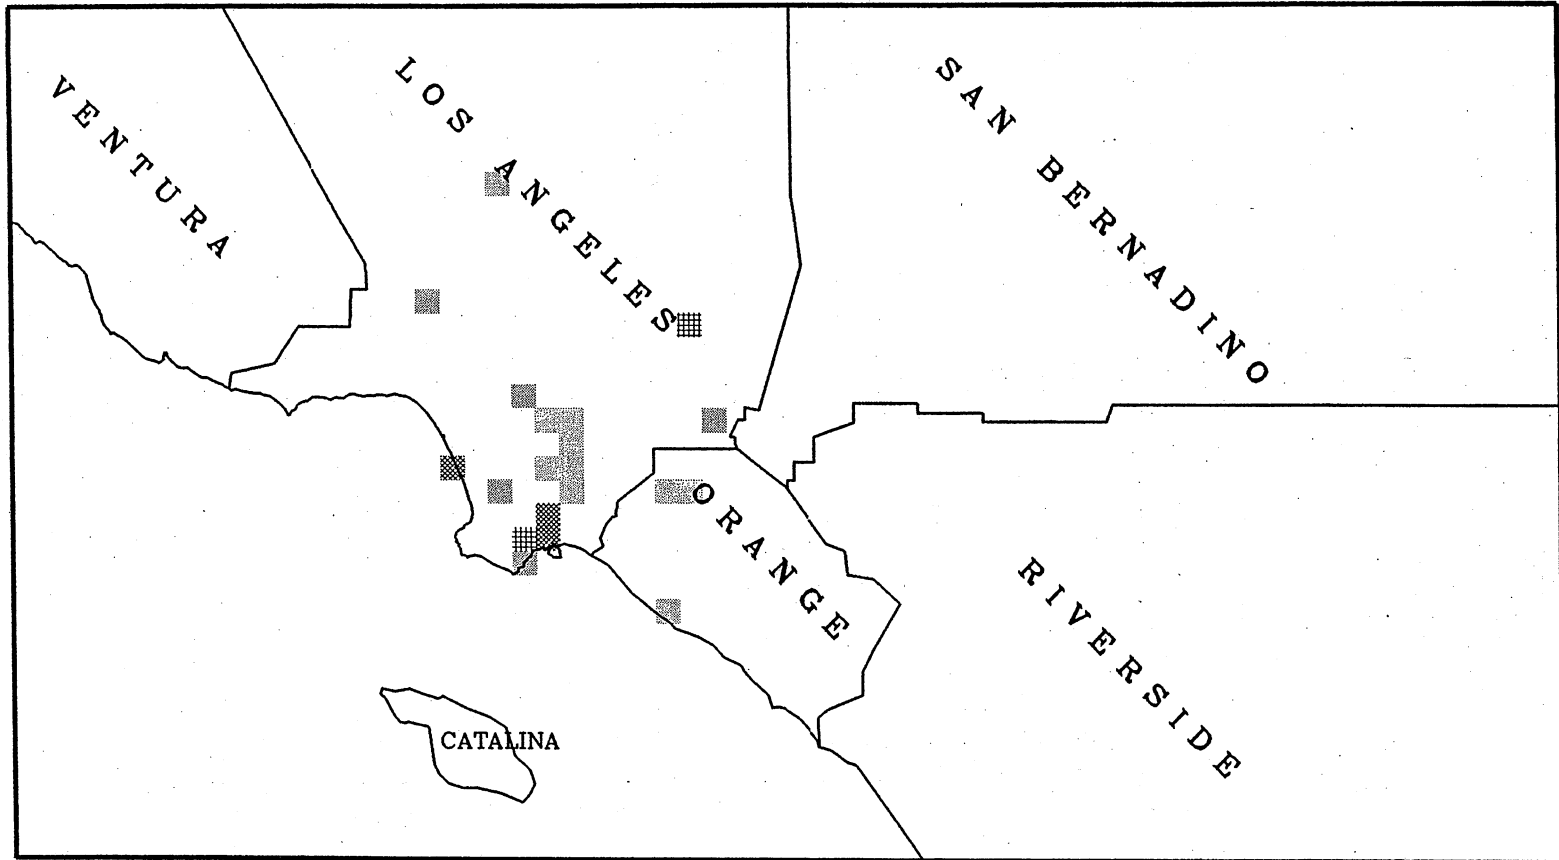 VENTURA
LOS ANGELES
SAN BERNADINO
ORANGE
RIVERSIDE
CATALINA